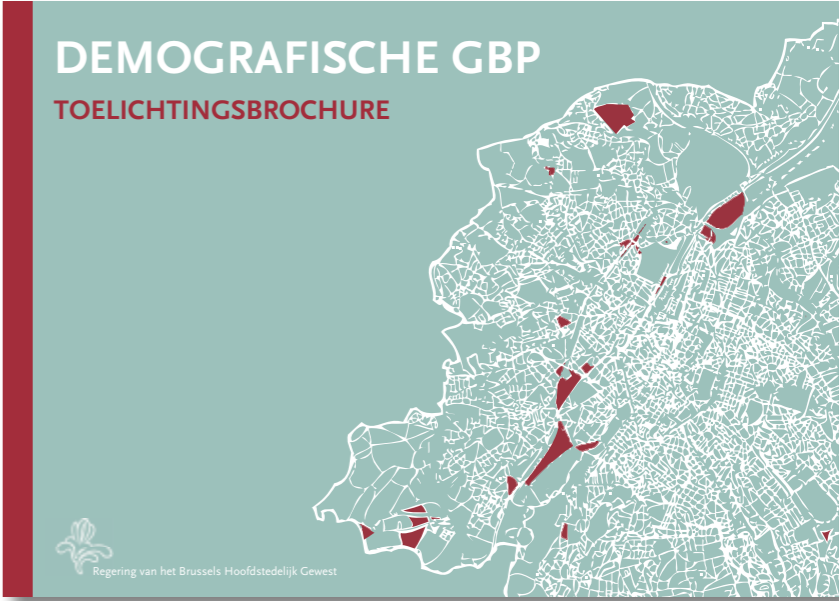 DEMOGRAFISCHE GBP
TOELICHTINGSBROCHURE
Regering van het Brussels Hoofdstedelijk Gewest